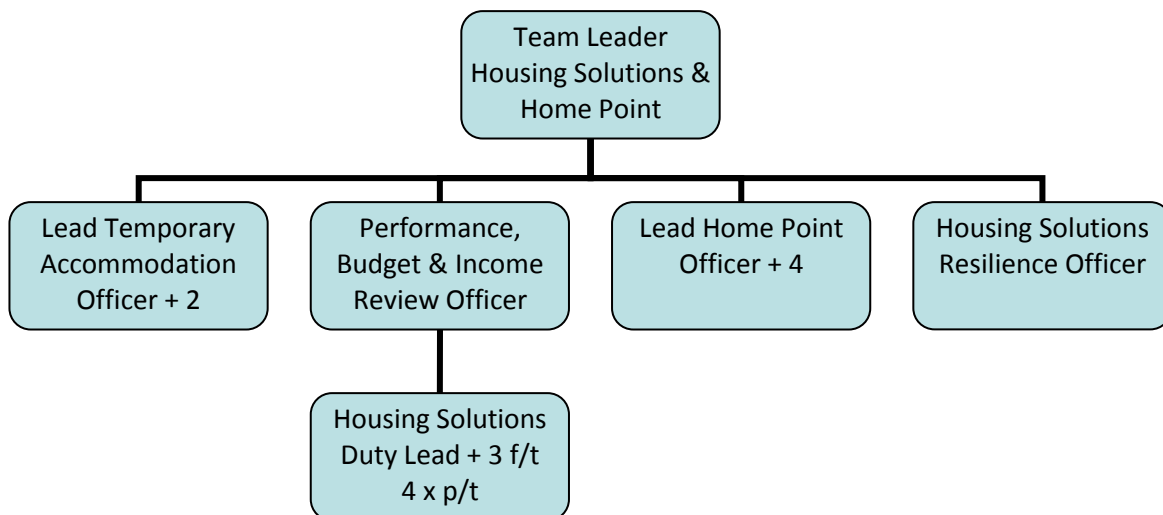 Team Leader
Housing Solutions &
Home Point
Lead Temporary
Accommodation
Officer + 2
Performance,
Budget & Income
Review Officer
Lead Home Point
Officer + 4
Housing Solutions
Resilience Officer
Housing Solutions
Duty Lead + 3 f/t
4 x p/t